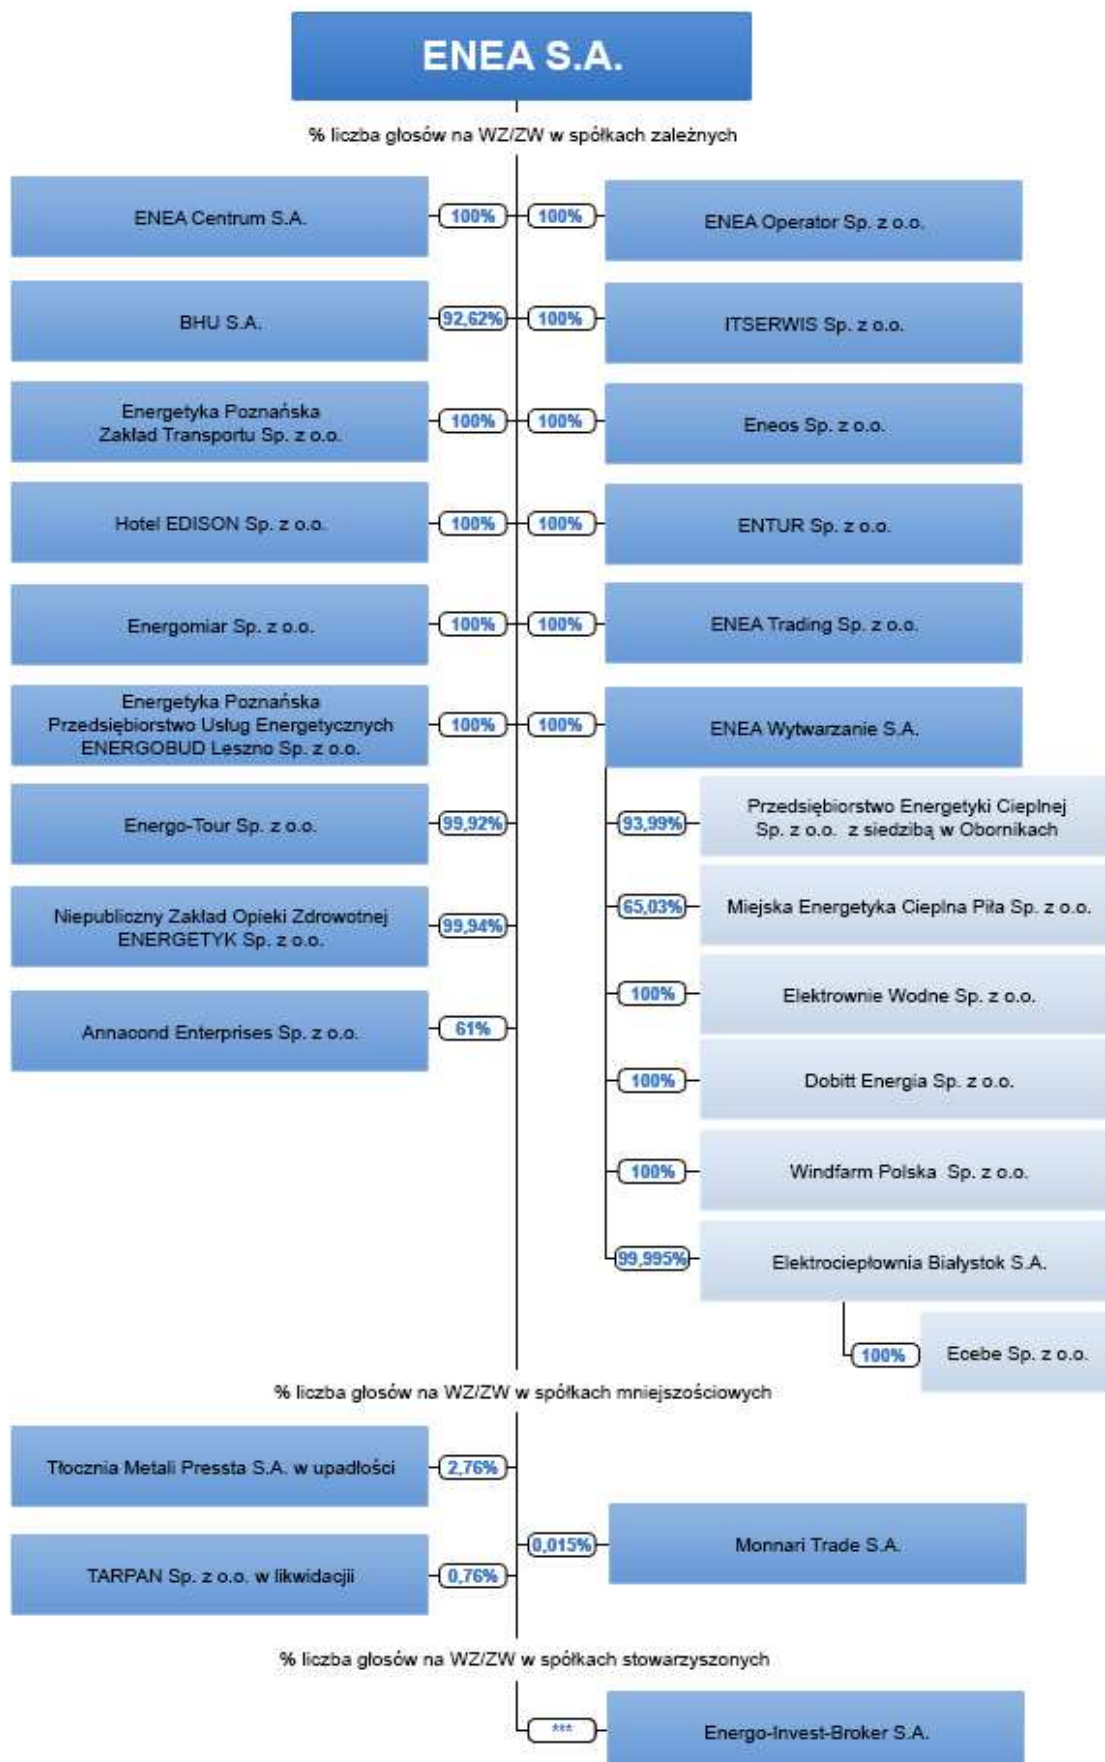 ENEA S.A.
% liczba głosów na WZ/ZW w spółkach zależnych
ENEA Centrum S.A.
100%
100%
ENEA Operator Sp. z o.o.
BHU S.A.
92,62%
100%
ITSERWIS Sp. z o.o.
Energetyka Poznańska
Zakład Transportu Sp. z o.o.
100%
100%
Eneos Sp. z o.o.
Hotel EDISON Sp. z o.o.
100%
100%
ENTUR Sp. z o.o.
Energomiar Sp. z o.o.
100%
100%
ENEA Trading Sp. z o.o.
Energetyka Poznańska
Przedsiębiorstwo Usług Energetycznych
ENERGOBUD Leszno Sp. z o.o.
100%
100%
ENEA Wytwarzanie S.A.
Energo-Tour Sp. z o.o.
99,92%
93,99%
Przedsiębiorstwo Energetyki Cieplnej
Sp. z o.o. z siedzibą w Obornikach
Niepubliczny Zakład Opieki Zdrowotnej
ENERGETYK Sp. z o.o.
99,94%
65,03%
Miejska Energetyka Cieplna Piła Sp. z o.o.
Annacond Enterprises Sp. z o.o.
61%
100%
Elektrownie Wodne Sp. z o.o.
100%
Dobitt Energia Sp. z o.o.
100%
Windfarm Polska Sp. z o.o.
99,995%
Elektrociepłownia Białystok S.A.
100%
Ecebe Sp. z o.o.
% liczba głosów na WZ/ZW w spółkach mniejszościowych
Tłocznia Metali Pressta S.A. w upadłości
2,76%
0,015%
Monnari Trade S.A.
TARPAN Sp. z o.o. w likwidacjii
0,76%
% liczba głosów na WZ/ZW w spółkach stowarzyszonych
***
Energo-Invest-Broker S.A.